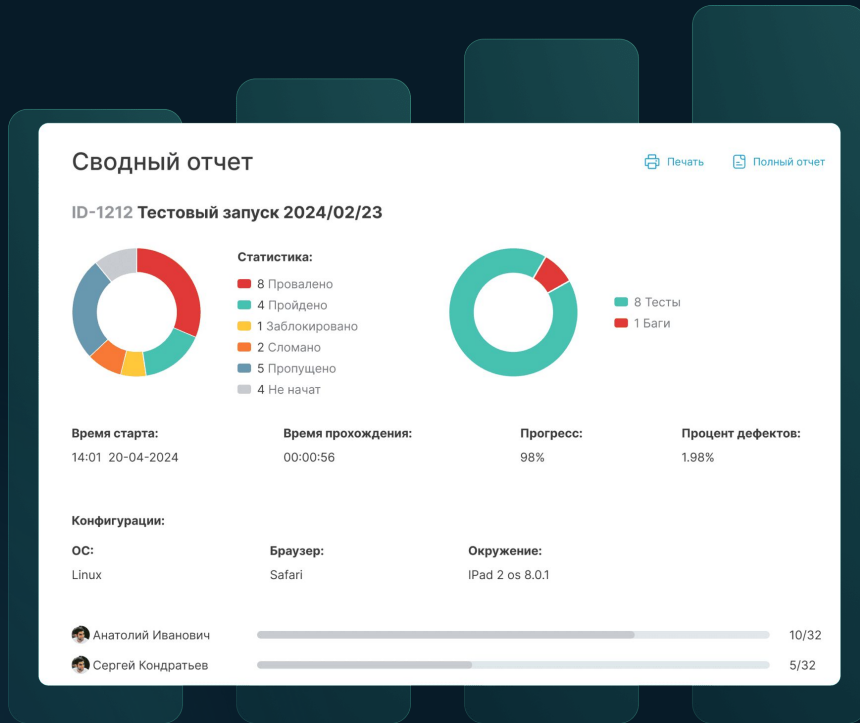 Сводный отчет
Печать
Полный отчет
ID-1212 Тестовый запуск 2024/02/23
Статистика:
8 Провалено
4 Пройдено
1 Заблокировано
2 Сломано
5 Пропущено
4 Не начат
8 Тесты
1 Баги
Время старта:
14:01 20-04-2024
Время прохождения:
00:00:56
Прогресс:
98%
Процент дефектов:
1.98%
Конфигурации:
ОС:
Linux
Браузер:
Safari
Окружение:
IPad 2 os 8.0.1
Анатолий Иванович
10/32
Сергей Кондратьев
5/32